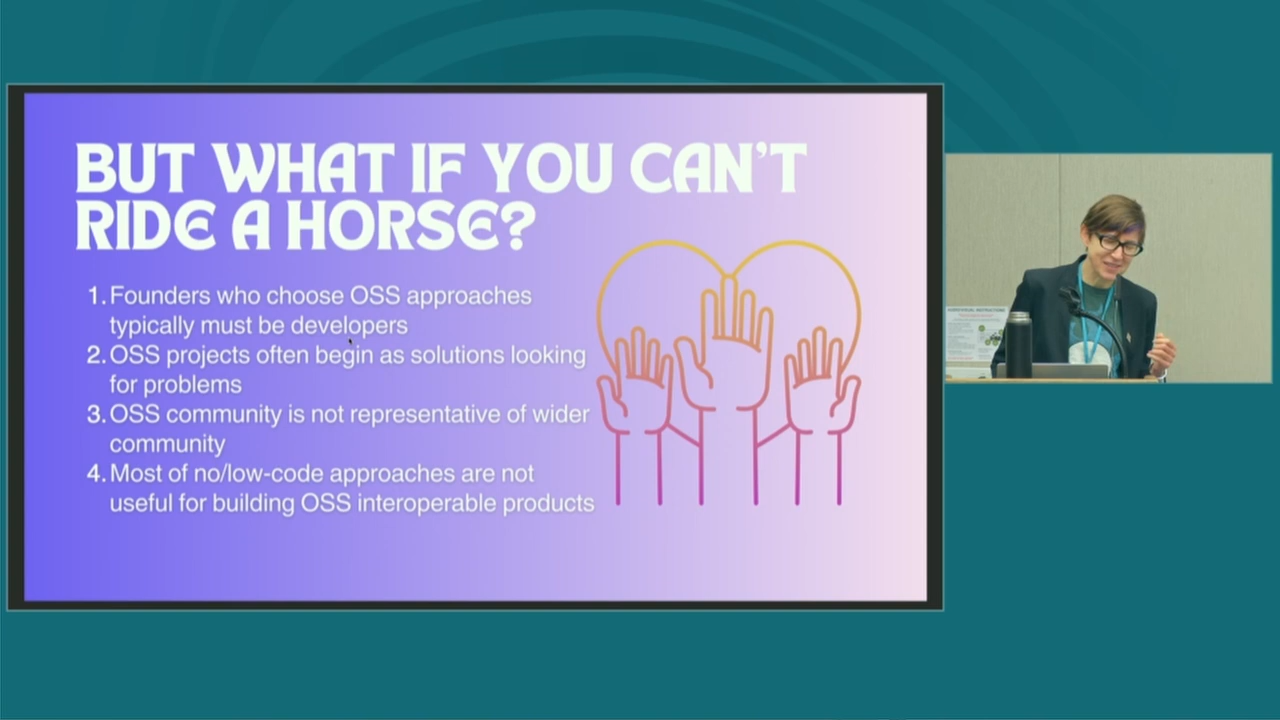 BUT WHAT IF YOU CAN'T
RIDE A HORSE?
1. Founders who choose OSS approaches
typically must be developers
2. OSS projects often begin as solutions looking
for problems
3. OSS community is not representative of wider
community
4. Most of no/low-code approaches are not
useful for building OSS interoperable products